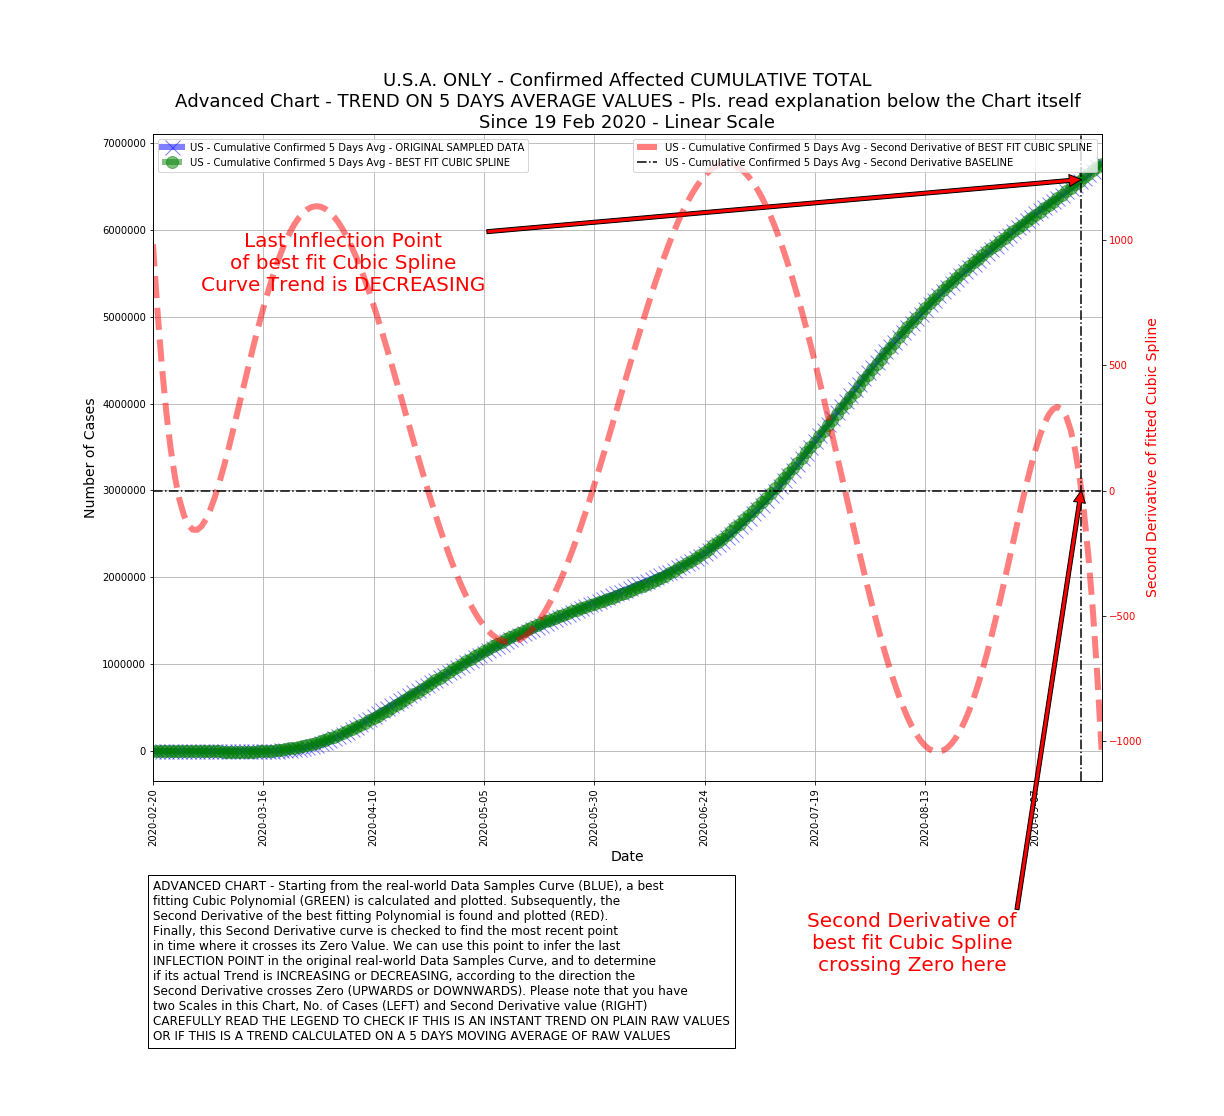 U.S.A. ONLY - Confirmed Affected CUMULATIVE TOTAL
Advanced Chart - TREND ON 5 DAYS AVERAGE VALUES - Pls. read explanation below the Chart itself
Since 19 Feb 2020 - Linear Scale
US - Cumulative Confirmed 5 Days Avg - ORIGINAL SAMPLED DATA
US - Cumulative Confirmed 5 Days Avg - BEST FIT CUBIC SPLINE
US - Cumulative Confirmed 5 Days Avg - Second Derivative of BEST FIT CUBIC SPLINE
US - Cumulative Confirmed 5 Days Avg - Second Derivative BASELINE
Last Inflection Point
of best fit Cubic Spline
Curve Trend is DECREASING
Number of Cases
7000000
6000000
5000000
4000000
3000000
2000000
1000000
0
1000
500
0
−500
−1000
Second Derivative of fitted Cubic Spline
2020-02-20
2020-03-16
2020-04-10
2020-05-05
2020-05-30
2020-06-24
2020-07-19
2020-08-13
2020-09-07
Date
Second Derivative of
best fit Cubic Spline
crossing Zero here
ADVANCED CHART - Starting from the real-world Data Samples Curve (BLUE), a best
fitting Cubic Polynomial (GREEN) is calculated and plotted. Subsequently, the
Second Derivative of the best fitting Polynomial is found and plotted (RED).
Finally, this Second Derivative curve is checked to find the most recent point
in time where it crosses its Zero Value. We can use this point to infer the last
INFLECTION POINT in the original real-world Data Samples Curve, and to determine
if its actual Trend is INCREASING or DECREASING, according to the direction the
Second Derivative crosses Zero (UPWARDS or DOWNWARDS). Please note that you have
two Scales in this Chart, No. of Cases (LEFT) and Second Derivative value (RIGHT)
CAREFULLY READ THE LEGEND TO CHECK IF THIS IS AN INSTANT TREND ON PLAIN RAW VALUES
OR IF THIS IS A TREND CALCULATED ON A 5 DAYS MOVING AVERAGE OF RAW VALUES